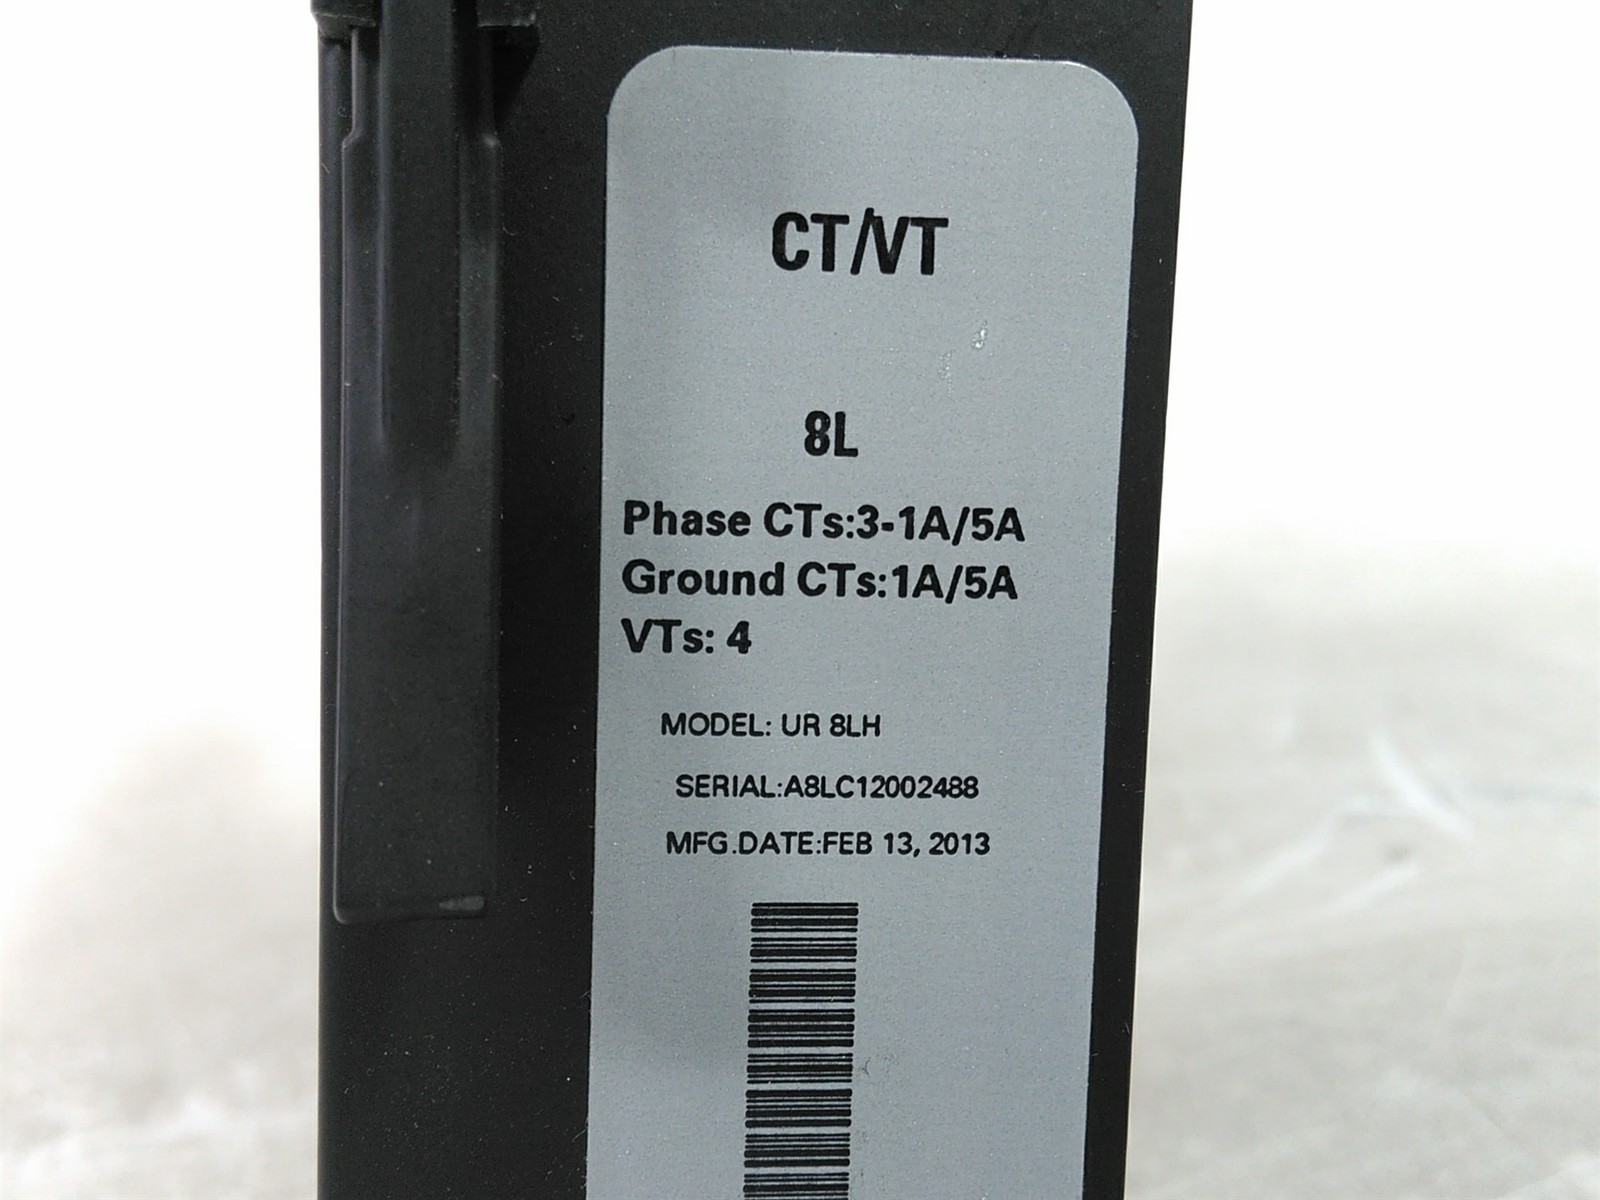 CT/VT
8L
Phase CTs:3-1A/5A
Ground CTs:1A/5A
VTs: 4
MODEL: UR 8LH
SERIAL:A8LC12002488
MFG.DATE:FEB 13, 2013